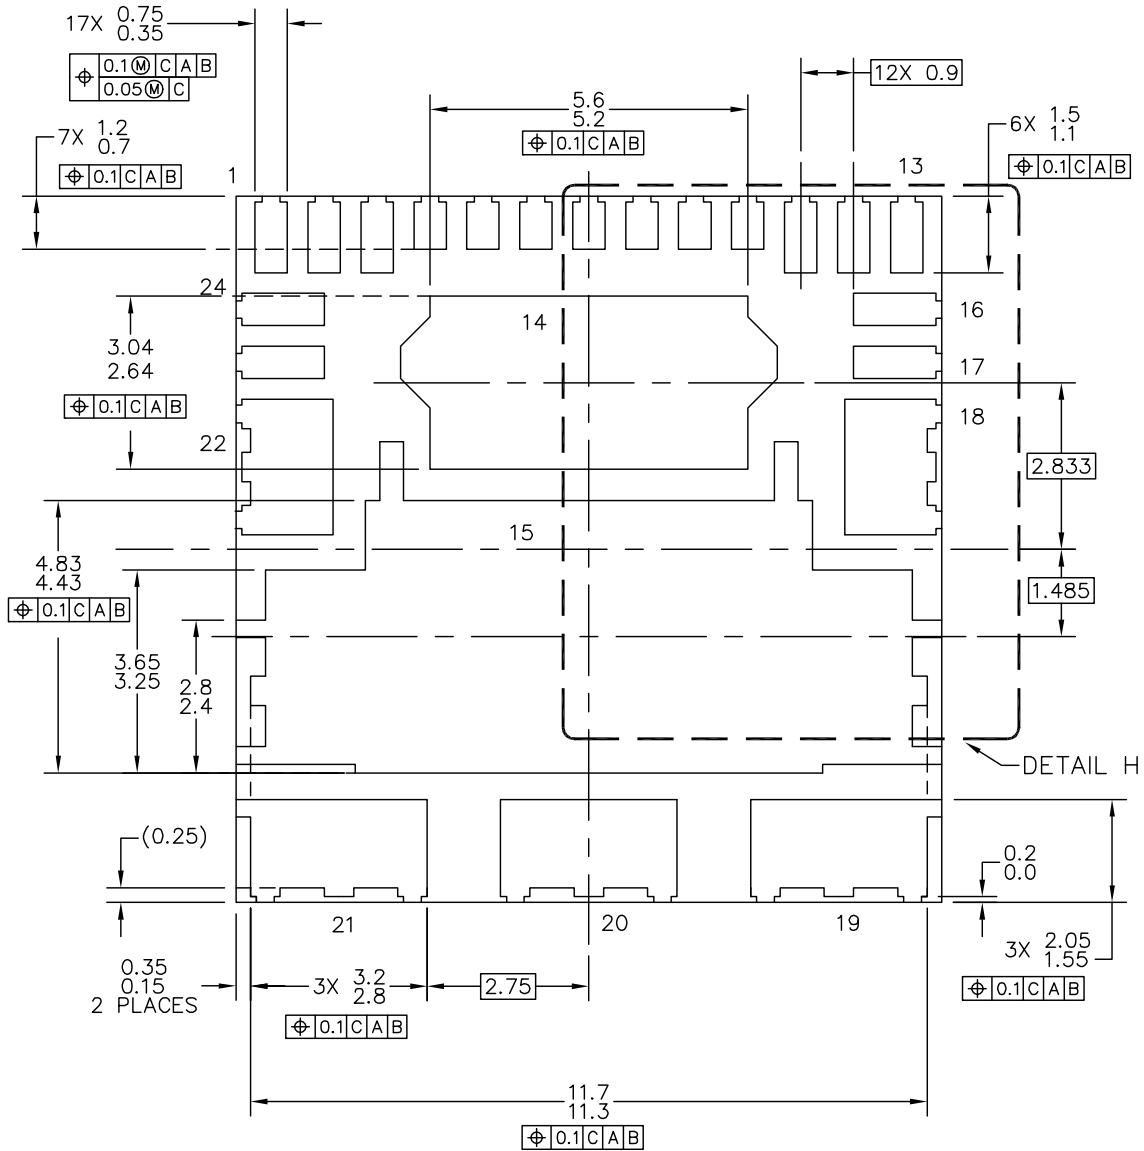 17X 0.75
0.35
⌖ 0.1Ⓜ C A B
0.05Ⓜ C
7X 1.2
0.7
⌖ 0.1 C A B
5.6
5.2
⌖ 0.1 C A B
12X 0.9
6X 1.5
1.1
⌖ 0.1 C A B
1
13
24
14
16
3.04
2.64
⌖ 0.1 C A B
17
18
22
2.833
15
4.83
4.43
⌖ 0.1 C A B
1.485
3.65
3.25
2.8
2.4
DETAIL H
(0.25)
0.2
0.0
21
20
19
3X 2.05
1.55
⌖ 0.1 C A B
0.35
0.15
2 PLACES
3X 3.2
2.8
⌖ 0.1 C A B
2.75
11.7
11.3
⌖ 0.1 C A B